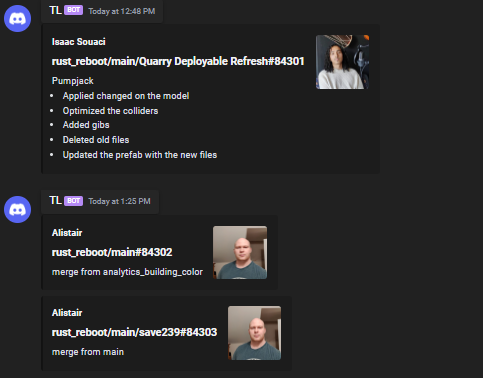 TL BOT Today at 12:48 PM
Isaac Souaci
rust_reboot/main/Quarry Deployable Refresh#84301
Pumpjack
• Applied changed on the model
• Optimized the colliders
• Added gibs
• Deleted old files
• Updated the prefab with the new files
TL BOT Today at 1:25 PM
Alistair
rust_reboot/main#84302
merge from analytics_building_color
Alistair
rust_reboot/main/save239#84303
merge from main